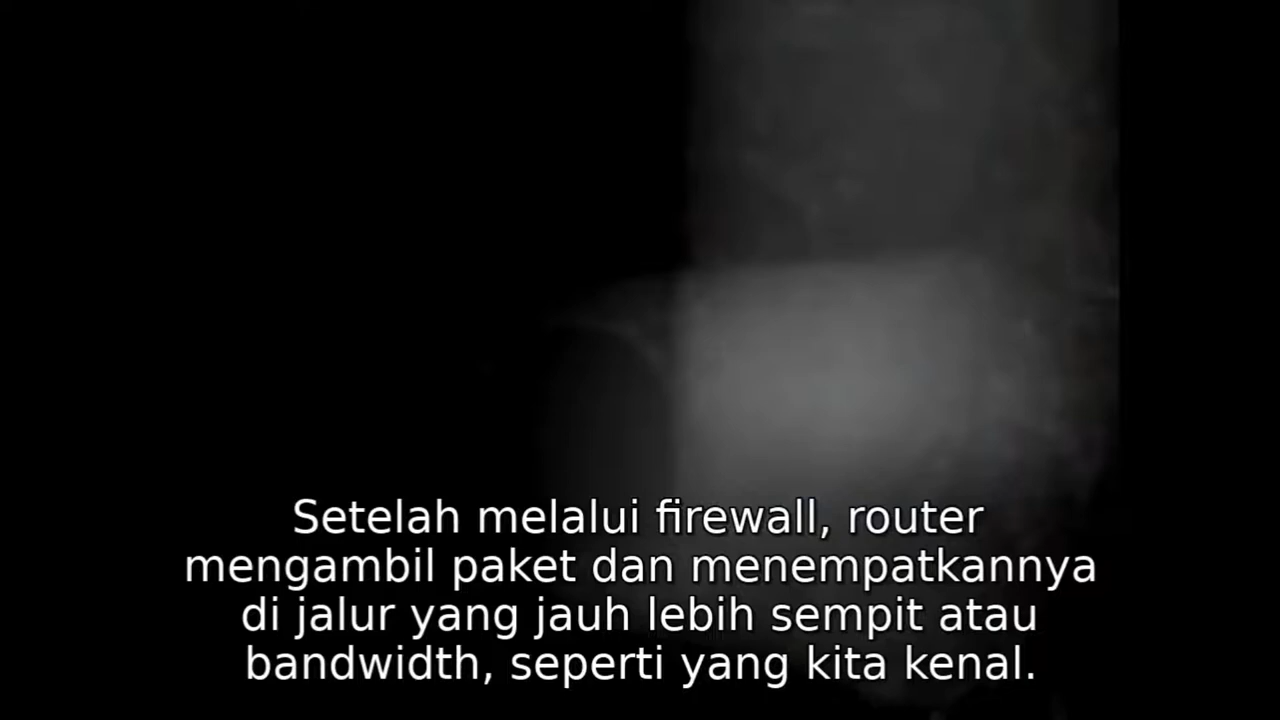 Setelah melalui firewall, router
mengambil paket dan menempatkannya
di jalur yang jauh lebih sempit atau
bandwidth, seperti yang kita kenal.